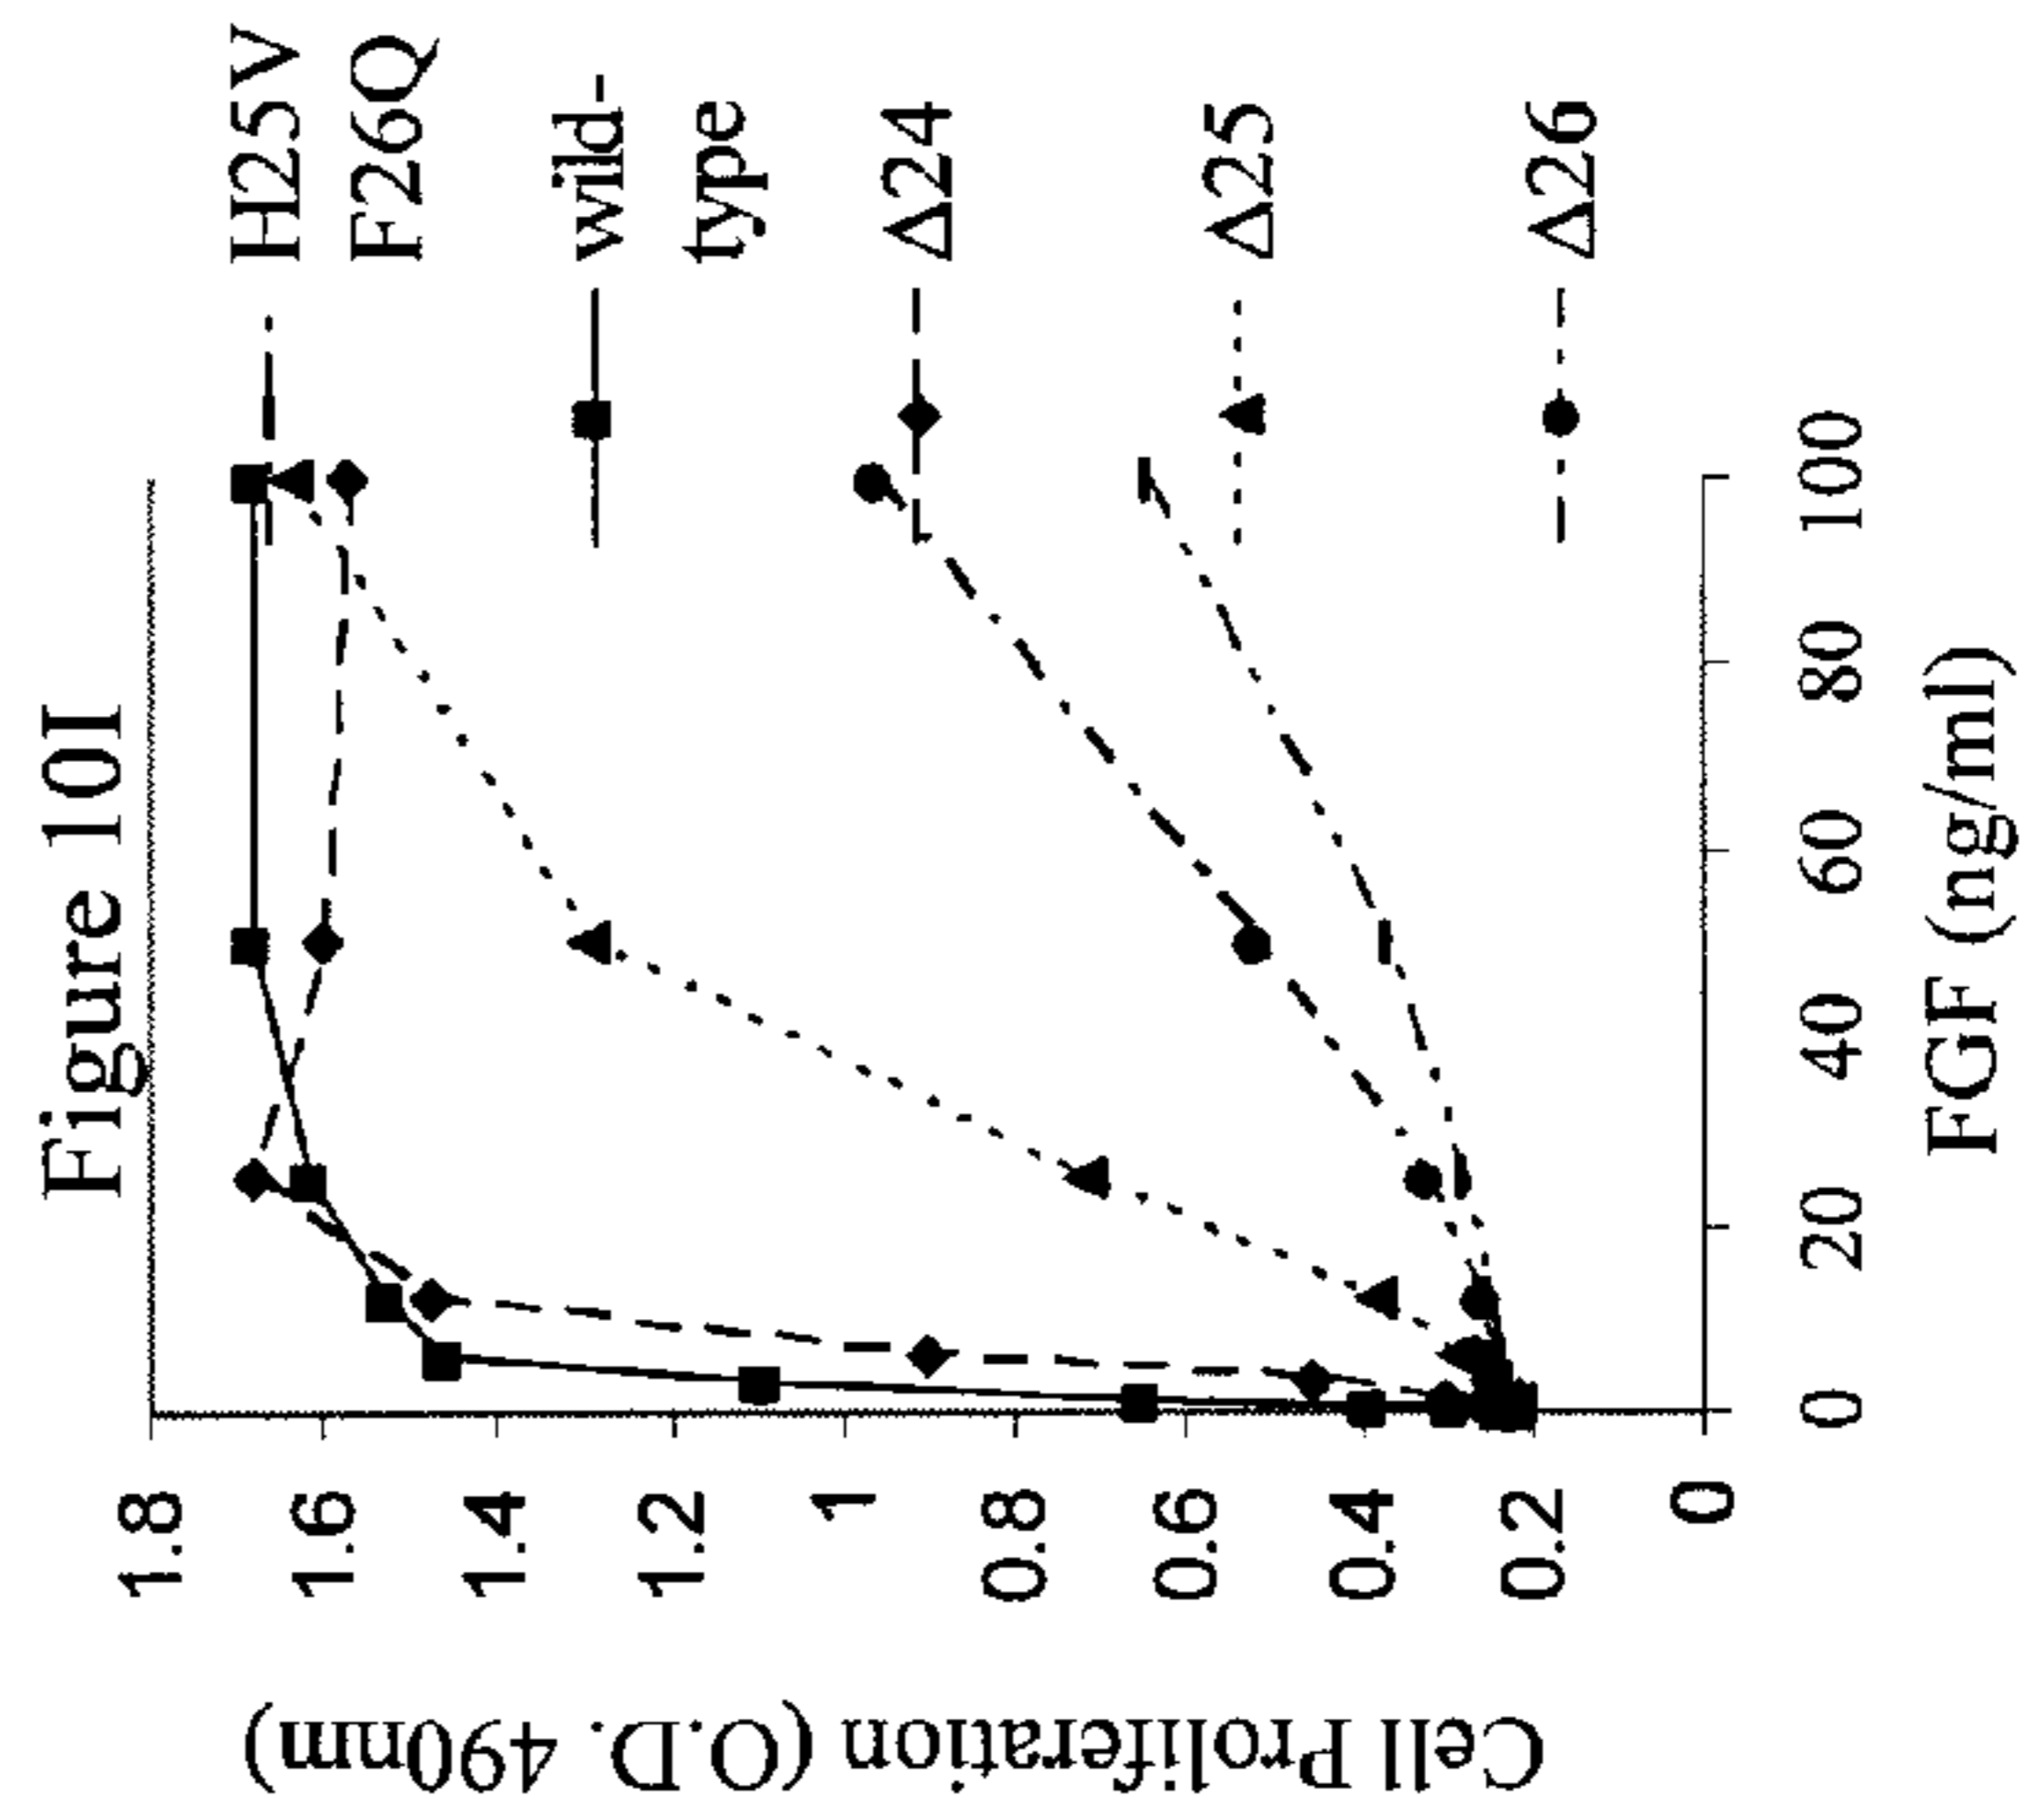 Figure 10I
Cell Proliferation (O.D. 490nm)
1.8
1.6
1.4
1.2
1
0.8
0.6
0.4
0.2
0
0
20
40
60
80
100
FGF (ng/ml)
H25V
F26Q
wild-
type
Δ24
Δ25
Δ26